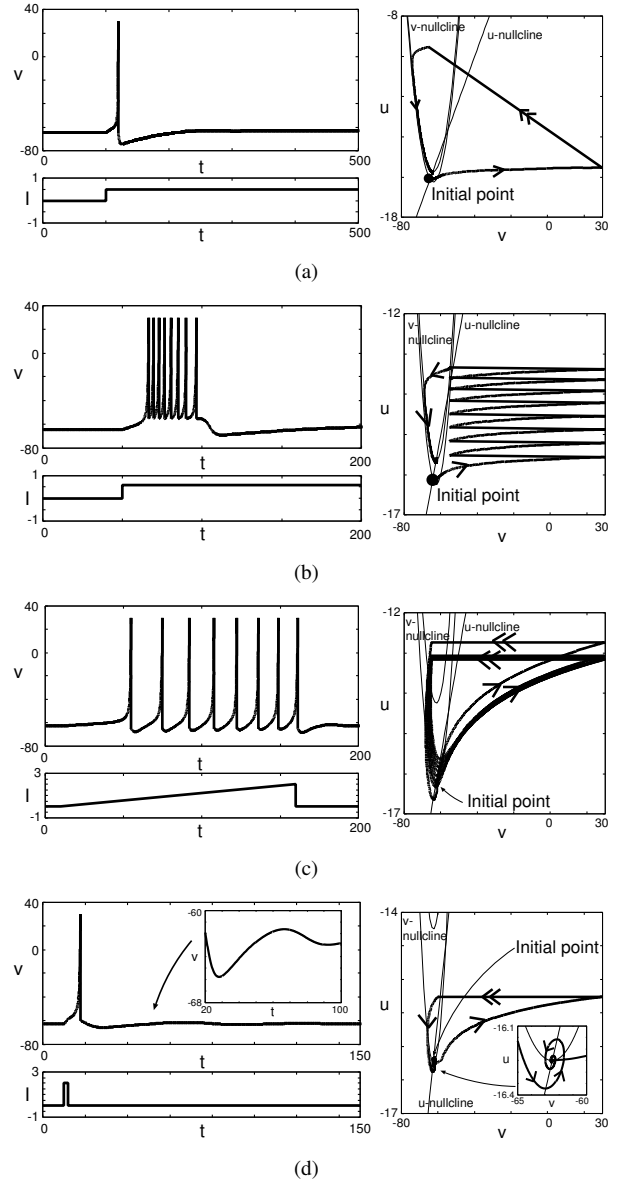 40
0
v
-80
0
t
500
1
I
-1
0
t
500
-8
v-nullcline
u-nullcline
u
Initial point
-18
-80
v
30
(a)
40
0
v
-80
0
t
200
1
I
-1
0
t
200
-12
v-
nullcline
u-nullcline
u
Initial point
-17
-80
v
0
30
(b)
40
0
v
-80
0
t
200
3
I
-1
0
t
200
-12
v-
nullcline
u-nullcline
u
Initial point
-17
-80
v
0
30
(c)
40
0
v
-80
0
t
150
-60
v
-68
20
t
100
3
I
-1
0
t
150
-14
v-
nullcline
Initial point
u
-16.1
u
-16.4
-65
v
-60
u-nullcline
-17
-80
v
0
30
(d)